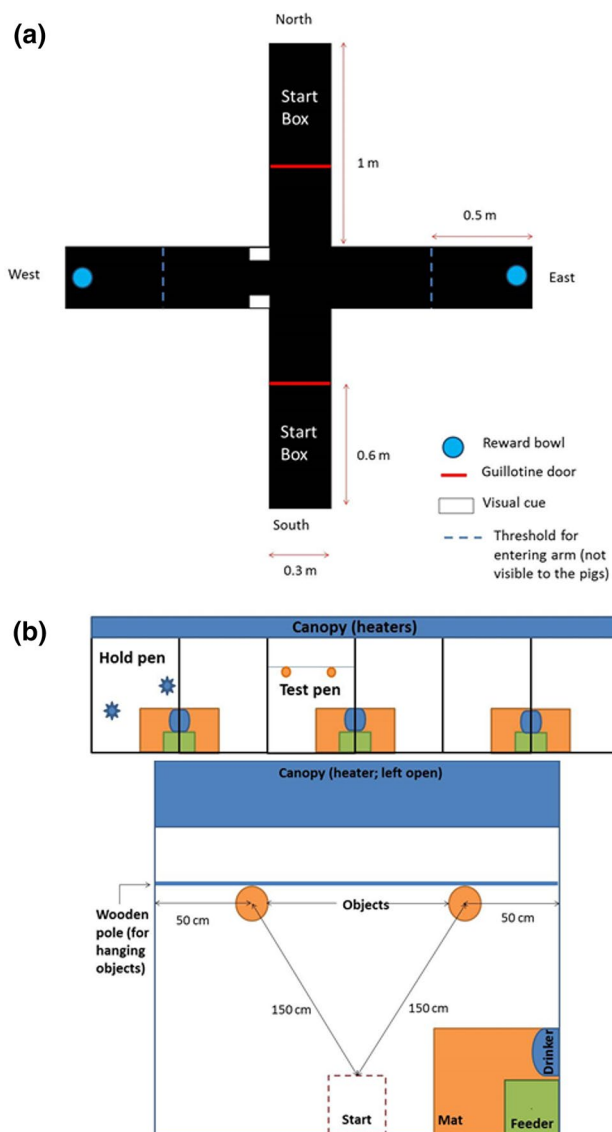 (a)
North
Start
Box
1 m
0.5 m
West
East
Start
Box
0.6 m
South
0.3 m
Reward bowl
Guillotine door
Visual cue
Threshold for
entering arm (not
visible to the pigs)
(b)
Canopy (heaters)
Hold pen
Test pen
Canopy (heater; left open)
Wooden
pole (for
hanging
objects)
50 cm
Objects
50 cm
150 cm
150 cm
Start
Mat
Drinker
Feeder